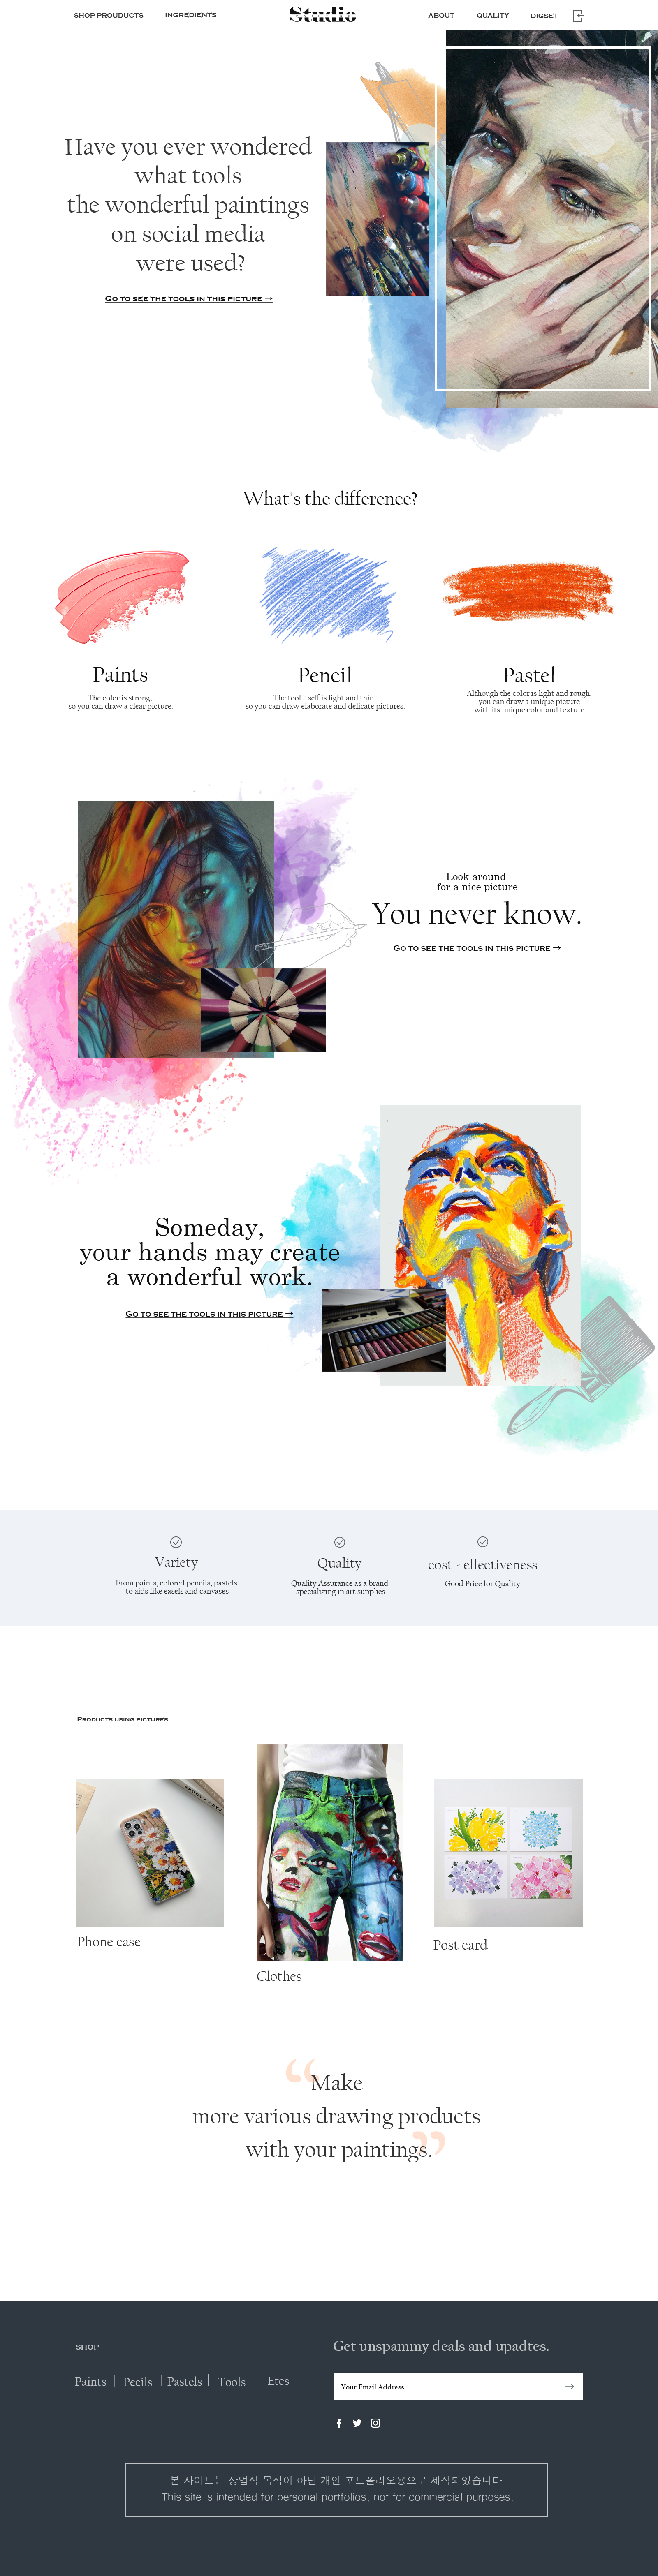 SHOP PROUDUCTS
INGREDIENTS
Studio
ABOUT
QUALITY
DIGSET
Have you ever wondered
what tools
the wonderful paintings
on social media
were used?
Go to see the tools in this picture →
What's the difference?
Paints
The color is strong,
so you can draw a clear picture.
Pencil
The tool itself is light and thin,
so you can draw elaborate and delicate pictures.
Pastel
Although the color is light and rough,
you can draw a unique picture
with its unique color and texture.
Look around
for a nice picture
You never know.
Go to see the tools in this picture →
Someday,
your hands may create
a wonderful work.
Go to see the tools in this picture →
Variety
From paints, colored pencils, pastels
to aids like easels and canvases
Quality
Quality Assurance as a brand
specializing in art supplies
cost - effectiveness
Good Price for Quality
Products using pictures
Phone case
Clothes
Post card
“Make
more various drawing products
with your paintings.”
SHOP
Paints | Pecils | Pastels | Tools | Etcs
Get unspammy deals and upadtes.
Your Email Address →
본 사이트는 상업적 목적이 아닌 개인 포트폴리오용으로 제작되었습니다.
This site is intended for personal portfolios, not for commercial purposes.